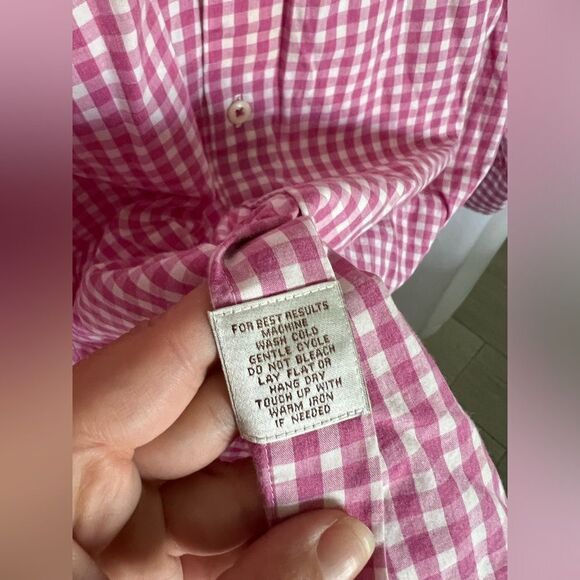 FOR BEST RESULTS
MACHINE
WASH COLD
GENTLE CYCLE
DO NOT BLEACH
LAY FLAT OR
HANG DRY
TOUCH UP WITH
WARM IRON
IF NEEDED